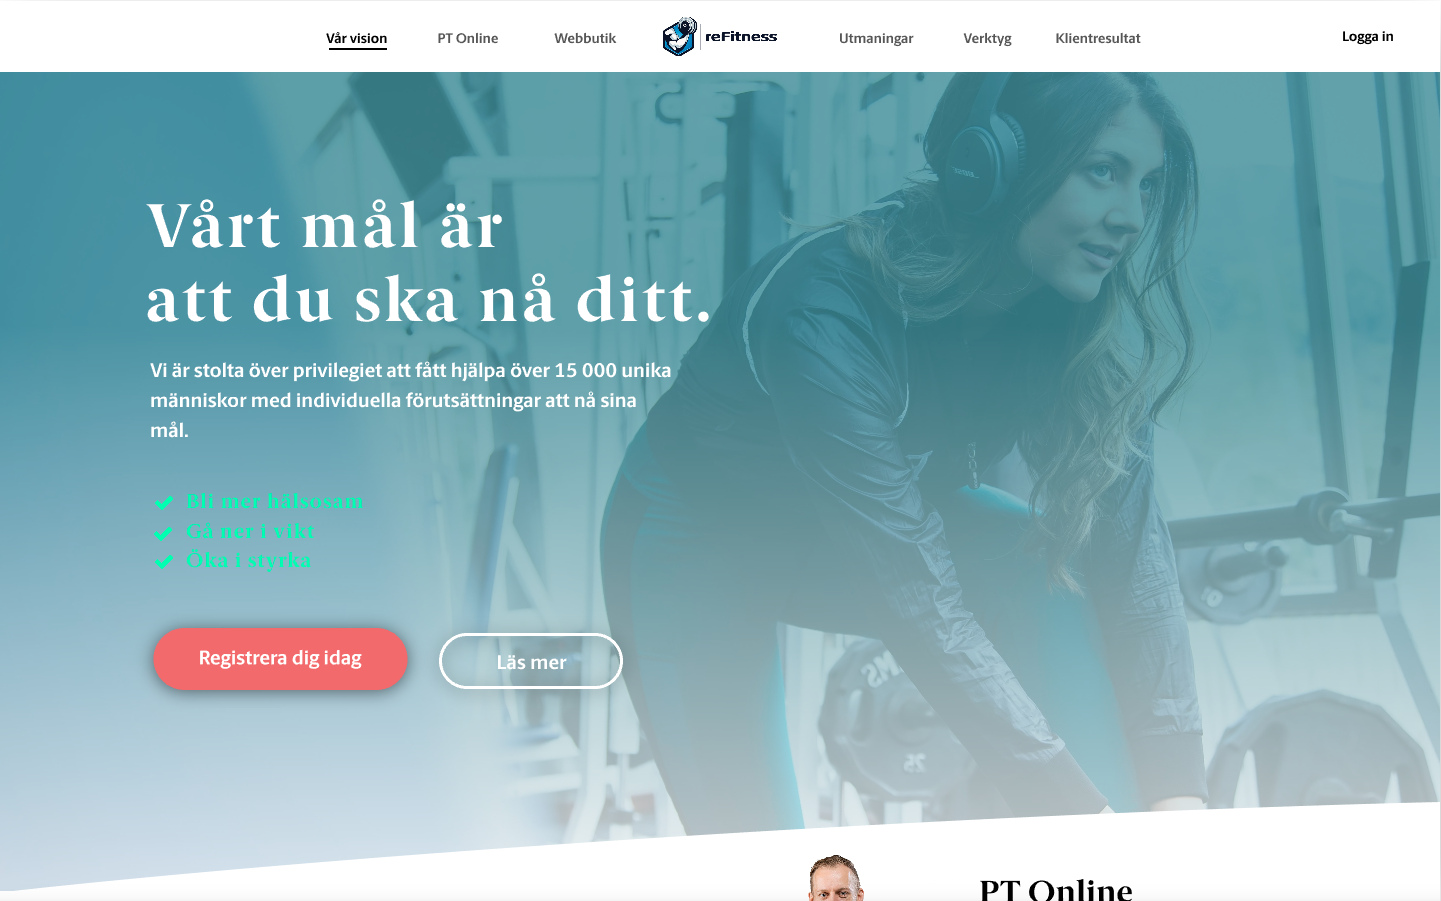 Vår vision
PT Online
Webbutik
reFitness
Utmaningar
Verktyg
Klientresultat
Logga in
Vårt mål är
att du ska nå ditt.
Vi är stolta över privilegiet att fått hjälpa över 15 000 unika
människor med individuella förutsättningar att nå sina
mål.
Bli mer hälsosam
Gå ner i vikt
Öka i styrka
Registrera dig idag
Läs mer
PT Online